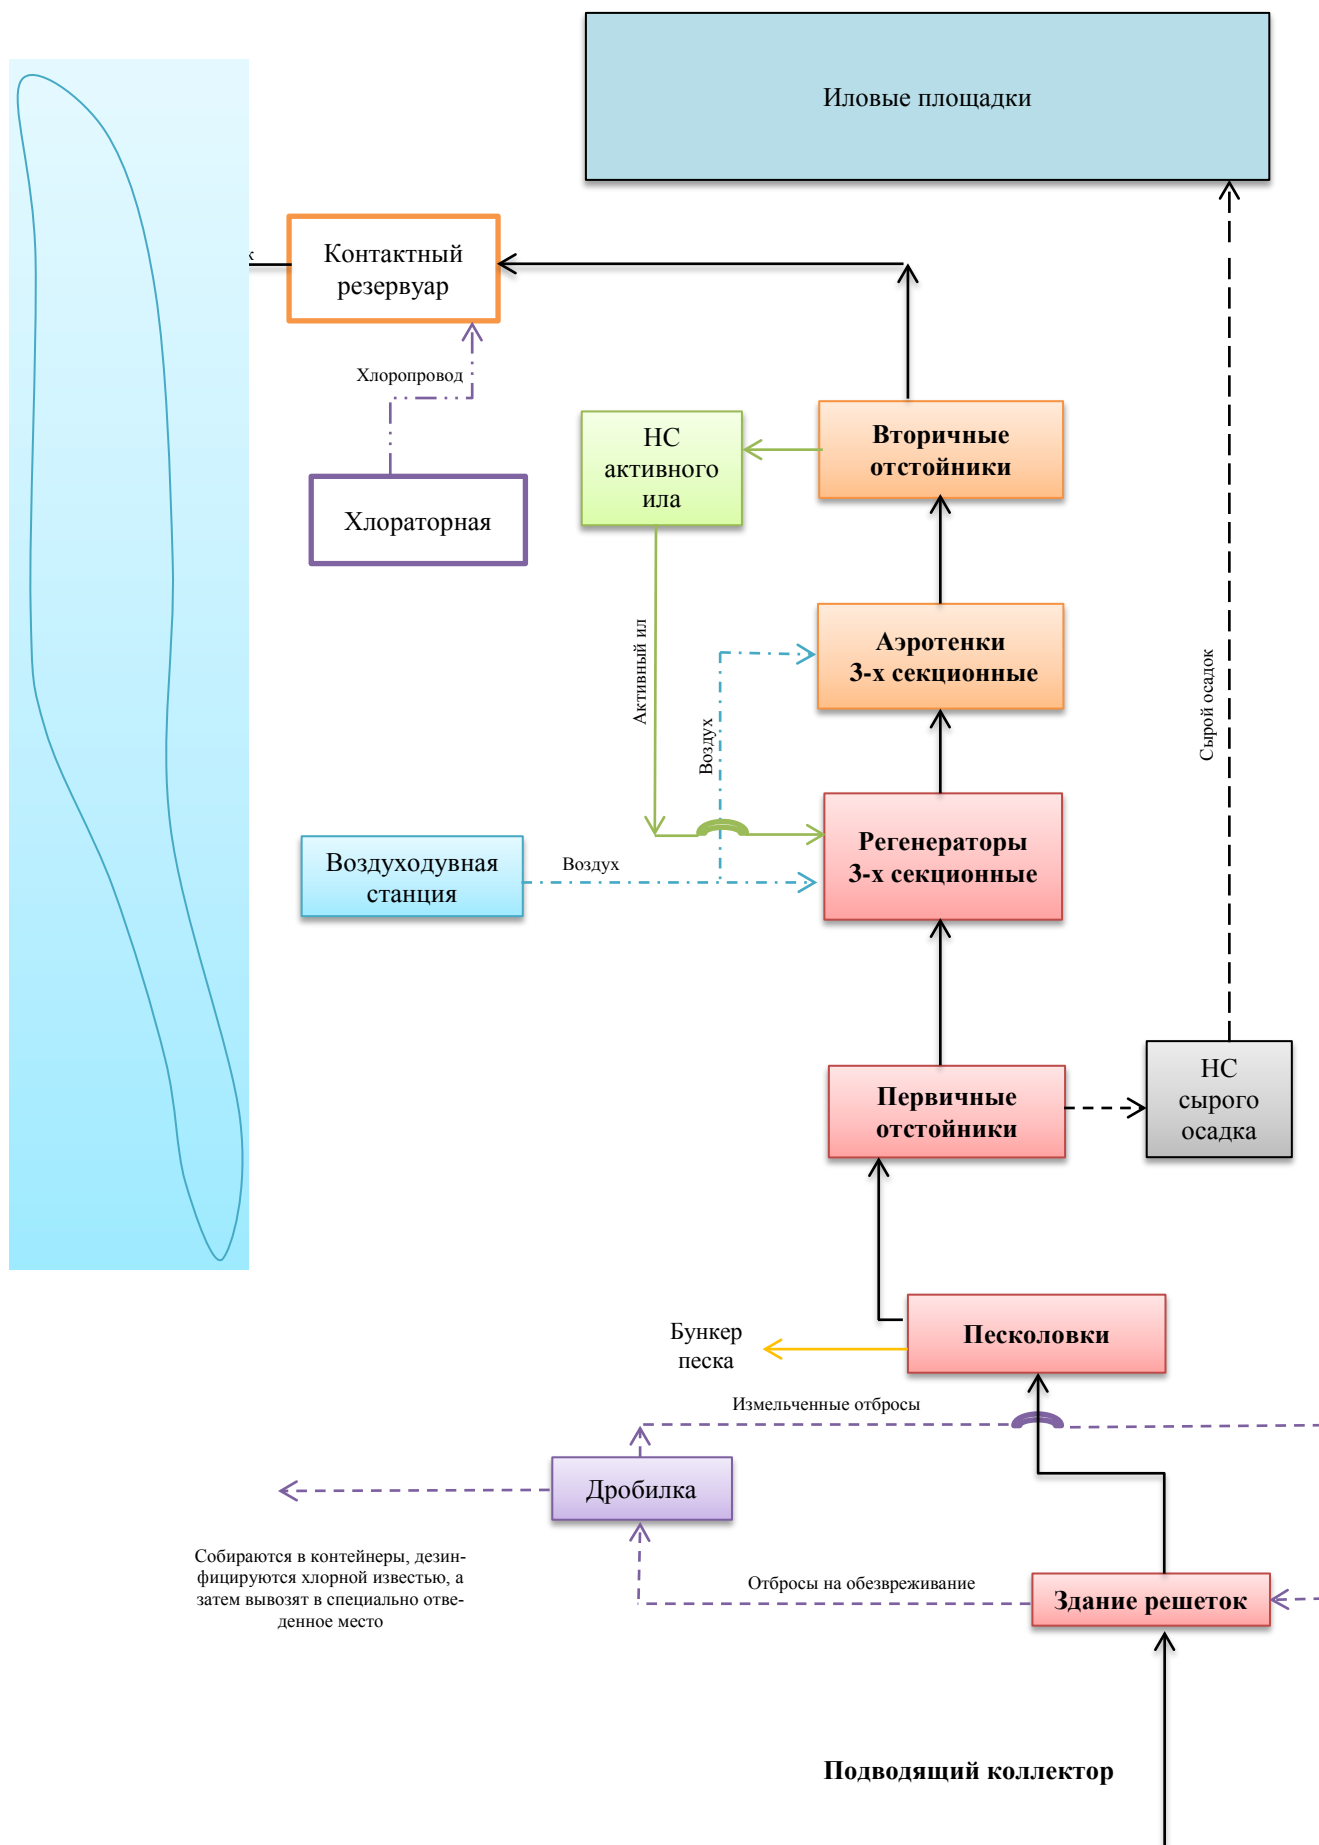 Иловые площадки
к
Контактный
резервуар
Хлоропровод
Вторичные
отстойники
НС
активного
ила
Хлораторная
Активный ил
Аэротенки
3-х секционные
Воздух
Сырой осадок
Регенераторы
3-х секционные
Воздуходувная
станция
Воздух
НС
сырого
осадка
Первичные
отстойники
Песколовки
Бункер
песка
Измельченные отбросы
Дробилка
Собираются в контейнеры, дезин-
фицируются хлорной известью, а
затем вывозят в специально отве-
денное место
Отбросы на обезвреживание
Здание решеток
Подводящий коллектор